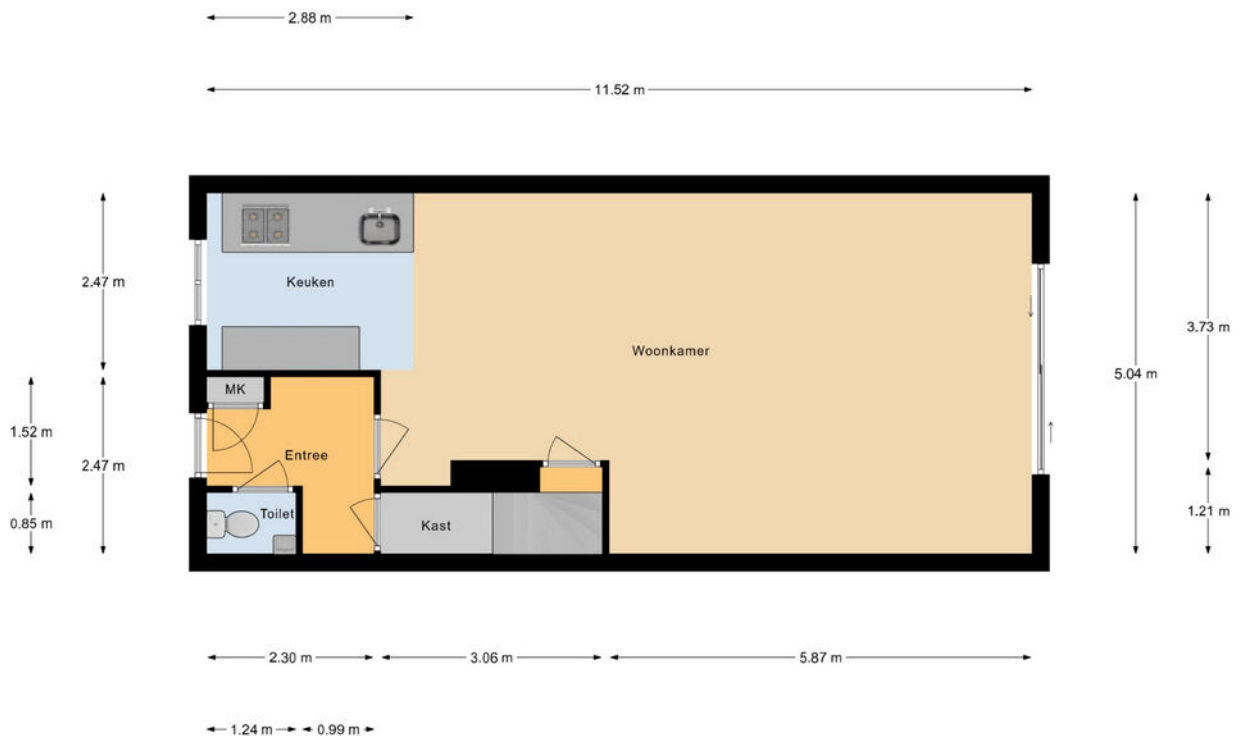 2.88 m
11.52 m
2.47 m
Keuken
Woonkamer
3.73 m
5.04 m
MK
1.52 m
Entree
2.47 m
0.85 m
Toilet
Kast
1.21 m
2.30 m
3.06 m
5.87 m
1.24 m
0.99 m